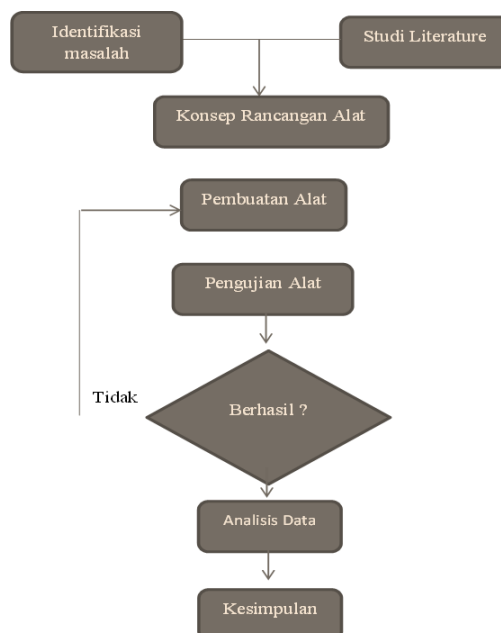 Identifikasi
masalah
Studi Literature
Konsep Rancangan Alat
Pembuatan Alat
Pengujian Alat
Tidak
Berhasil ?
Analisis Data
Kesimpulan